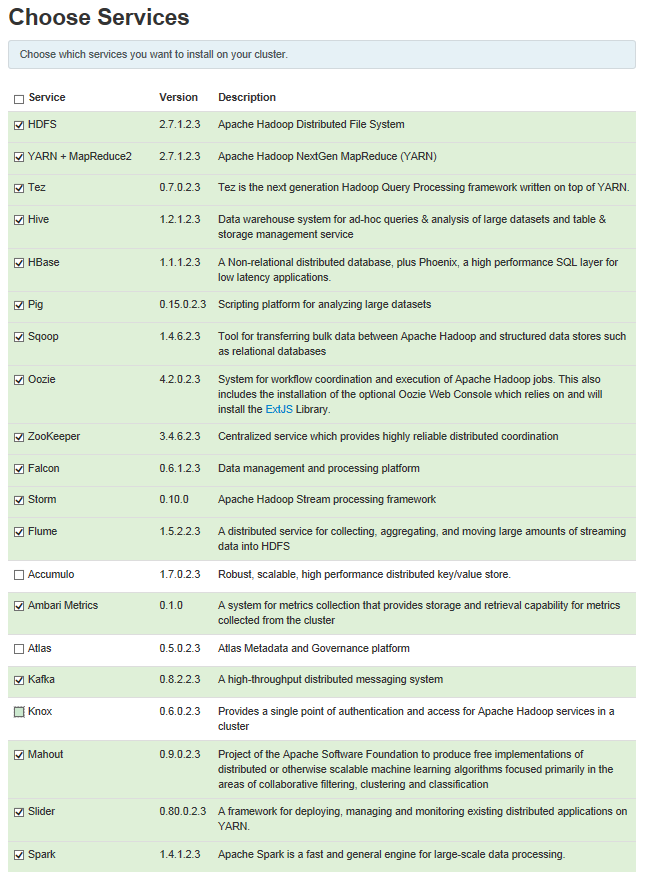 Choose Services
Choose which services you want to install on your cluster.
Service Version Description
HDFS 2.7.1.2.3 Apache Hadoop Distributed File System
YARN + MapReduce2 2.7.1.2.3 Apache Hadoop NextGen MapReduce (YARN)
Tez 0.7.0.2.3 Tez is the next generation Hadoop Query Processing framework written on top of YARN.
Hive 1.2.1.2.3 Data warehouse system for ad-hoc queries & analysis of large datasets and table &
storage management service
HBase 1.1.1.2.3 A Non-relational distributed database, plus Phoenix, a high performance SQL layer for
low latency applications.
Pig 0.15.0.2.3 Scripting platform for analyzing large datasets
Sqoop 1.4.6.2.3 Tool for transferring bulk data between Apache Hadoop and structured data stores such
as relational databases
Oozie 4.2.0.2.3 System for workflow coordination and execution of Apache Hadoop jobs. This also
includes the installation of the optional Oozie Web Console which relies on and will
install the ExtJS Library.
ZooKeeper 3.4.6.2.3 Centralized service which provides highly reliable distributed coordination
Falcon 0.6.1.2.3 Data management and processing platform
Storm 0.10.0 Apache Hadoop Stream processing framework
Flume 1.5.2.2.3 A distributed service for collecting, aggregating, and moving large amounts of streaming
data into HDFS
Accumulo 1.7.0.2.3 Robust, scalable, high performance distributed key/value store.
Ambari Metrics 0.1.0 A system for metrics collection that provides storage and retrieval capability for metrics
collected from the cluster
Atlas 0.5.0.2.3 Atlas Metadata and Governance platform
Kafka 0.8.2.2.3 A high-throughput distributed messaging system
Knox 0.6.0.2.3 Provides a single point of authentication and access for Apache Hadoop services in a
cluster
Mahout 0.9.0.2.3 Project of the Apache Software Foundation to produce free implementations of
distributed or otherwise scalable machine learning algorithms focused primarily in the
areas of collaborative filtering, clustering and classification
Slider 0.80.0.2.3 A framework for deploying, managing and monitoring existing distributed applications on
YARN.
Spark 1.4.1.2.3 Apache Spark is a fast and general engine for large-scale data processing.